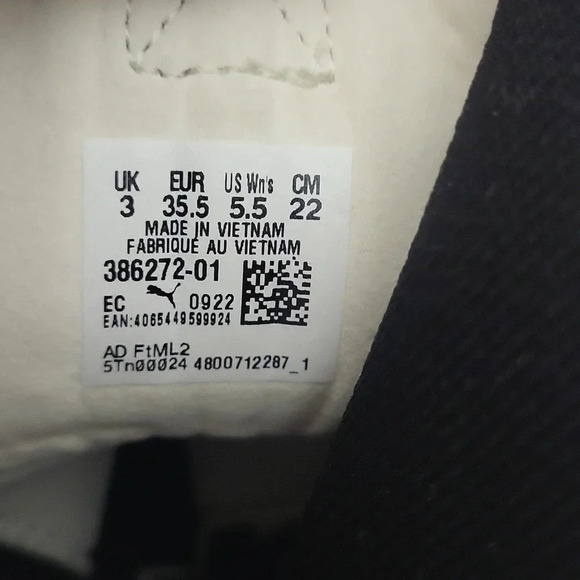 UK EUR US Wn's CM
3 35.5 5.5 22
MADE IN VIETNAM
FABRIQUÉ AU VIETNAM
386272-01
EC 0922
EAN:4065449599924
AD FtML2
5Tn00024 4800712287_1